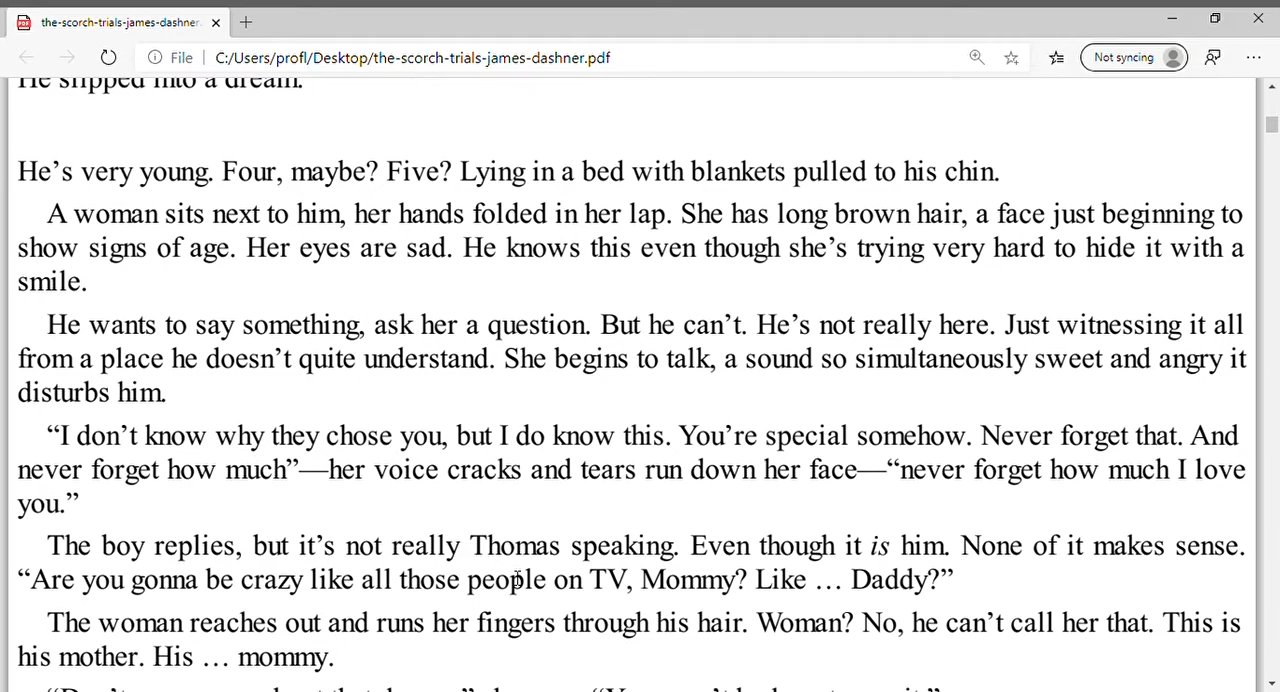 the-scorch-trials-james-dashner
File
C:/Users/profl/Desktop/the-scorch-trials-james-dashner.pdf
Not syncing
He slipped into a dream.
He’s very young. Four, maybe? Five? Lying in a bed with blankets pulled to his chin.
A woman sits next to him, her hands folded in her lap. She has long brown hair, a face just beginning to
show signs of age. Her eyes are sad. He knows this even though she’s trying very hard to hide it with a
smile.
He wants to say something, ask her a question. But he can’t. He’s not really here. Just witnessing it all
from a place he doesn’t quite understand. She begins to talk, a sound so simultaneously sweet and angry it
disturbs him.
“I don’t know why they chose you, but I do know this. You’re special somehow. Never forget that. And
never forget how much”—her voice cracks and tears run down her face—“never forget how much I love
you.”
The boy replies, but it’s not really Thomas speaking. Even though it is him. None of it makes sense.
“Are you gonna be crazy like all those people on TV, Mommy? Like … Daddy?”
The woman reaches out and runs her fingers through his hair. Woman? No, he can’t call her that. This is
his mother. His … mommy.